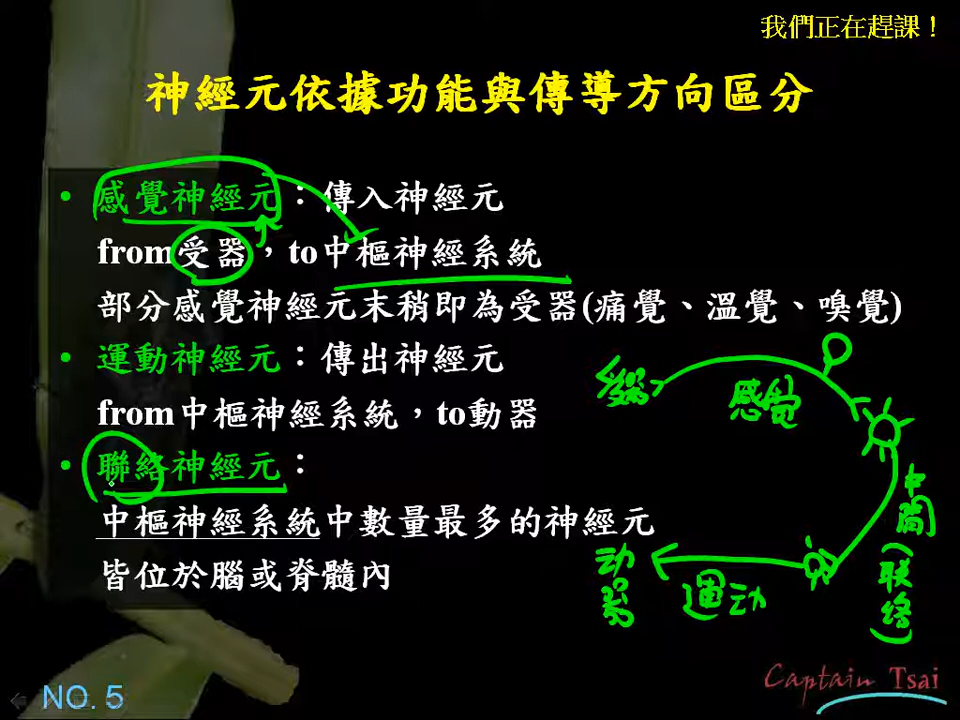 我們正在趕課！
神經元依據功能與傳導方向區分
• 感覺神經元：傳入神經元
from受器，to中樞神經系統
部分感覺神經元末稍即為受器(痛覺、溫覺、嗅覺)
• 運動神經元：傳出神經元
from中樞神經系統，to動器
• 聯絡神經元：
中樞神經系統中數量最多的神經元
皆位於腦或脊髓內
受器
感覺
中間(联络)
运动
动器
NO. 5
Captain Tsai